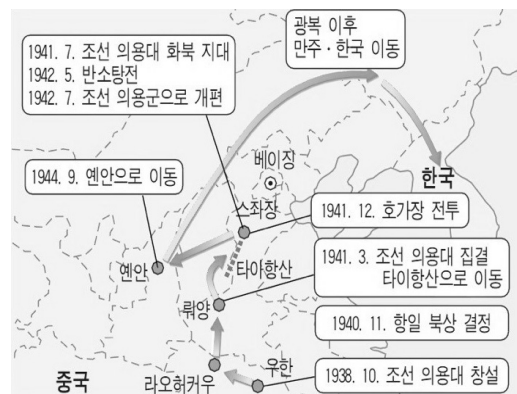 1941. 7. 조선 의용대 화북 지대
1942. 5. 반소탕전
1942. 7. 조선 의용군으로 개편
광복 이후
만주·한국 이동
베이징
한국
1944. 9. 옌안으로 이동
스좌장
1941. 12. 호가장 전투
옌안
타이항산
1941. 3. 조선 의용대 집결
타이항산으로 이동
뤄양
1940. 11. 항일 북상 결정
중국
라오허커우
우한
1938. 10. 조선 의용대 창설